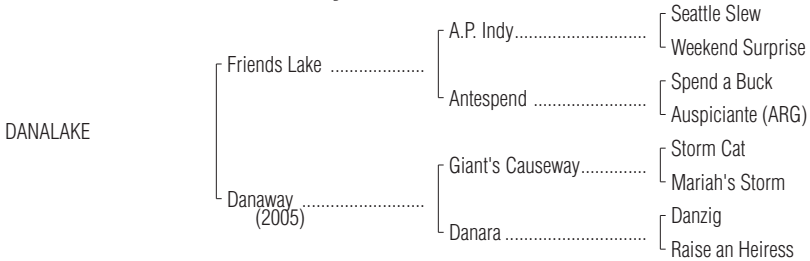 Seattle Slew
A.P. Indy..............................
Weekend Surprise
Friends Lake .....................
Spend a Buck
Antespend ..........................
Auspiciante (ARG)
DANALAKE
Storm Cat
Giant's Causeway...............
Mariah's Storm
Danaway ...........................
(2005)
Danzig
Danara ................................
Raise an Heiress